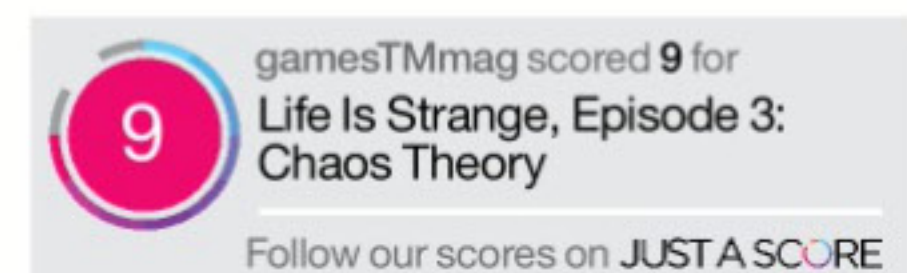 9
gamesTMmag scored 9 for
Life Is Strange, Episode 3:
Chaos Theory
Follow our scores on JUST A SCORE